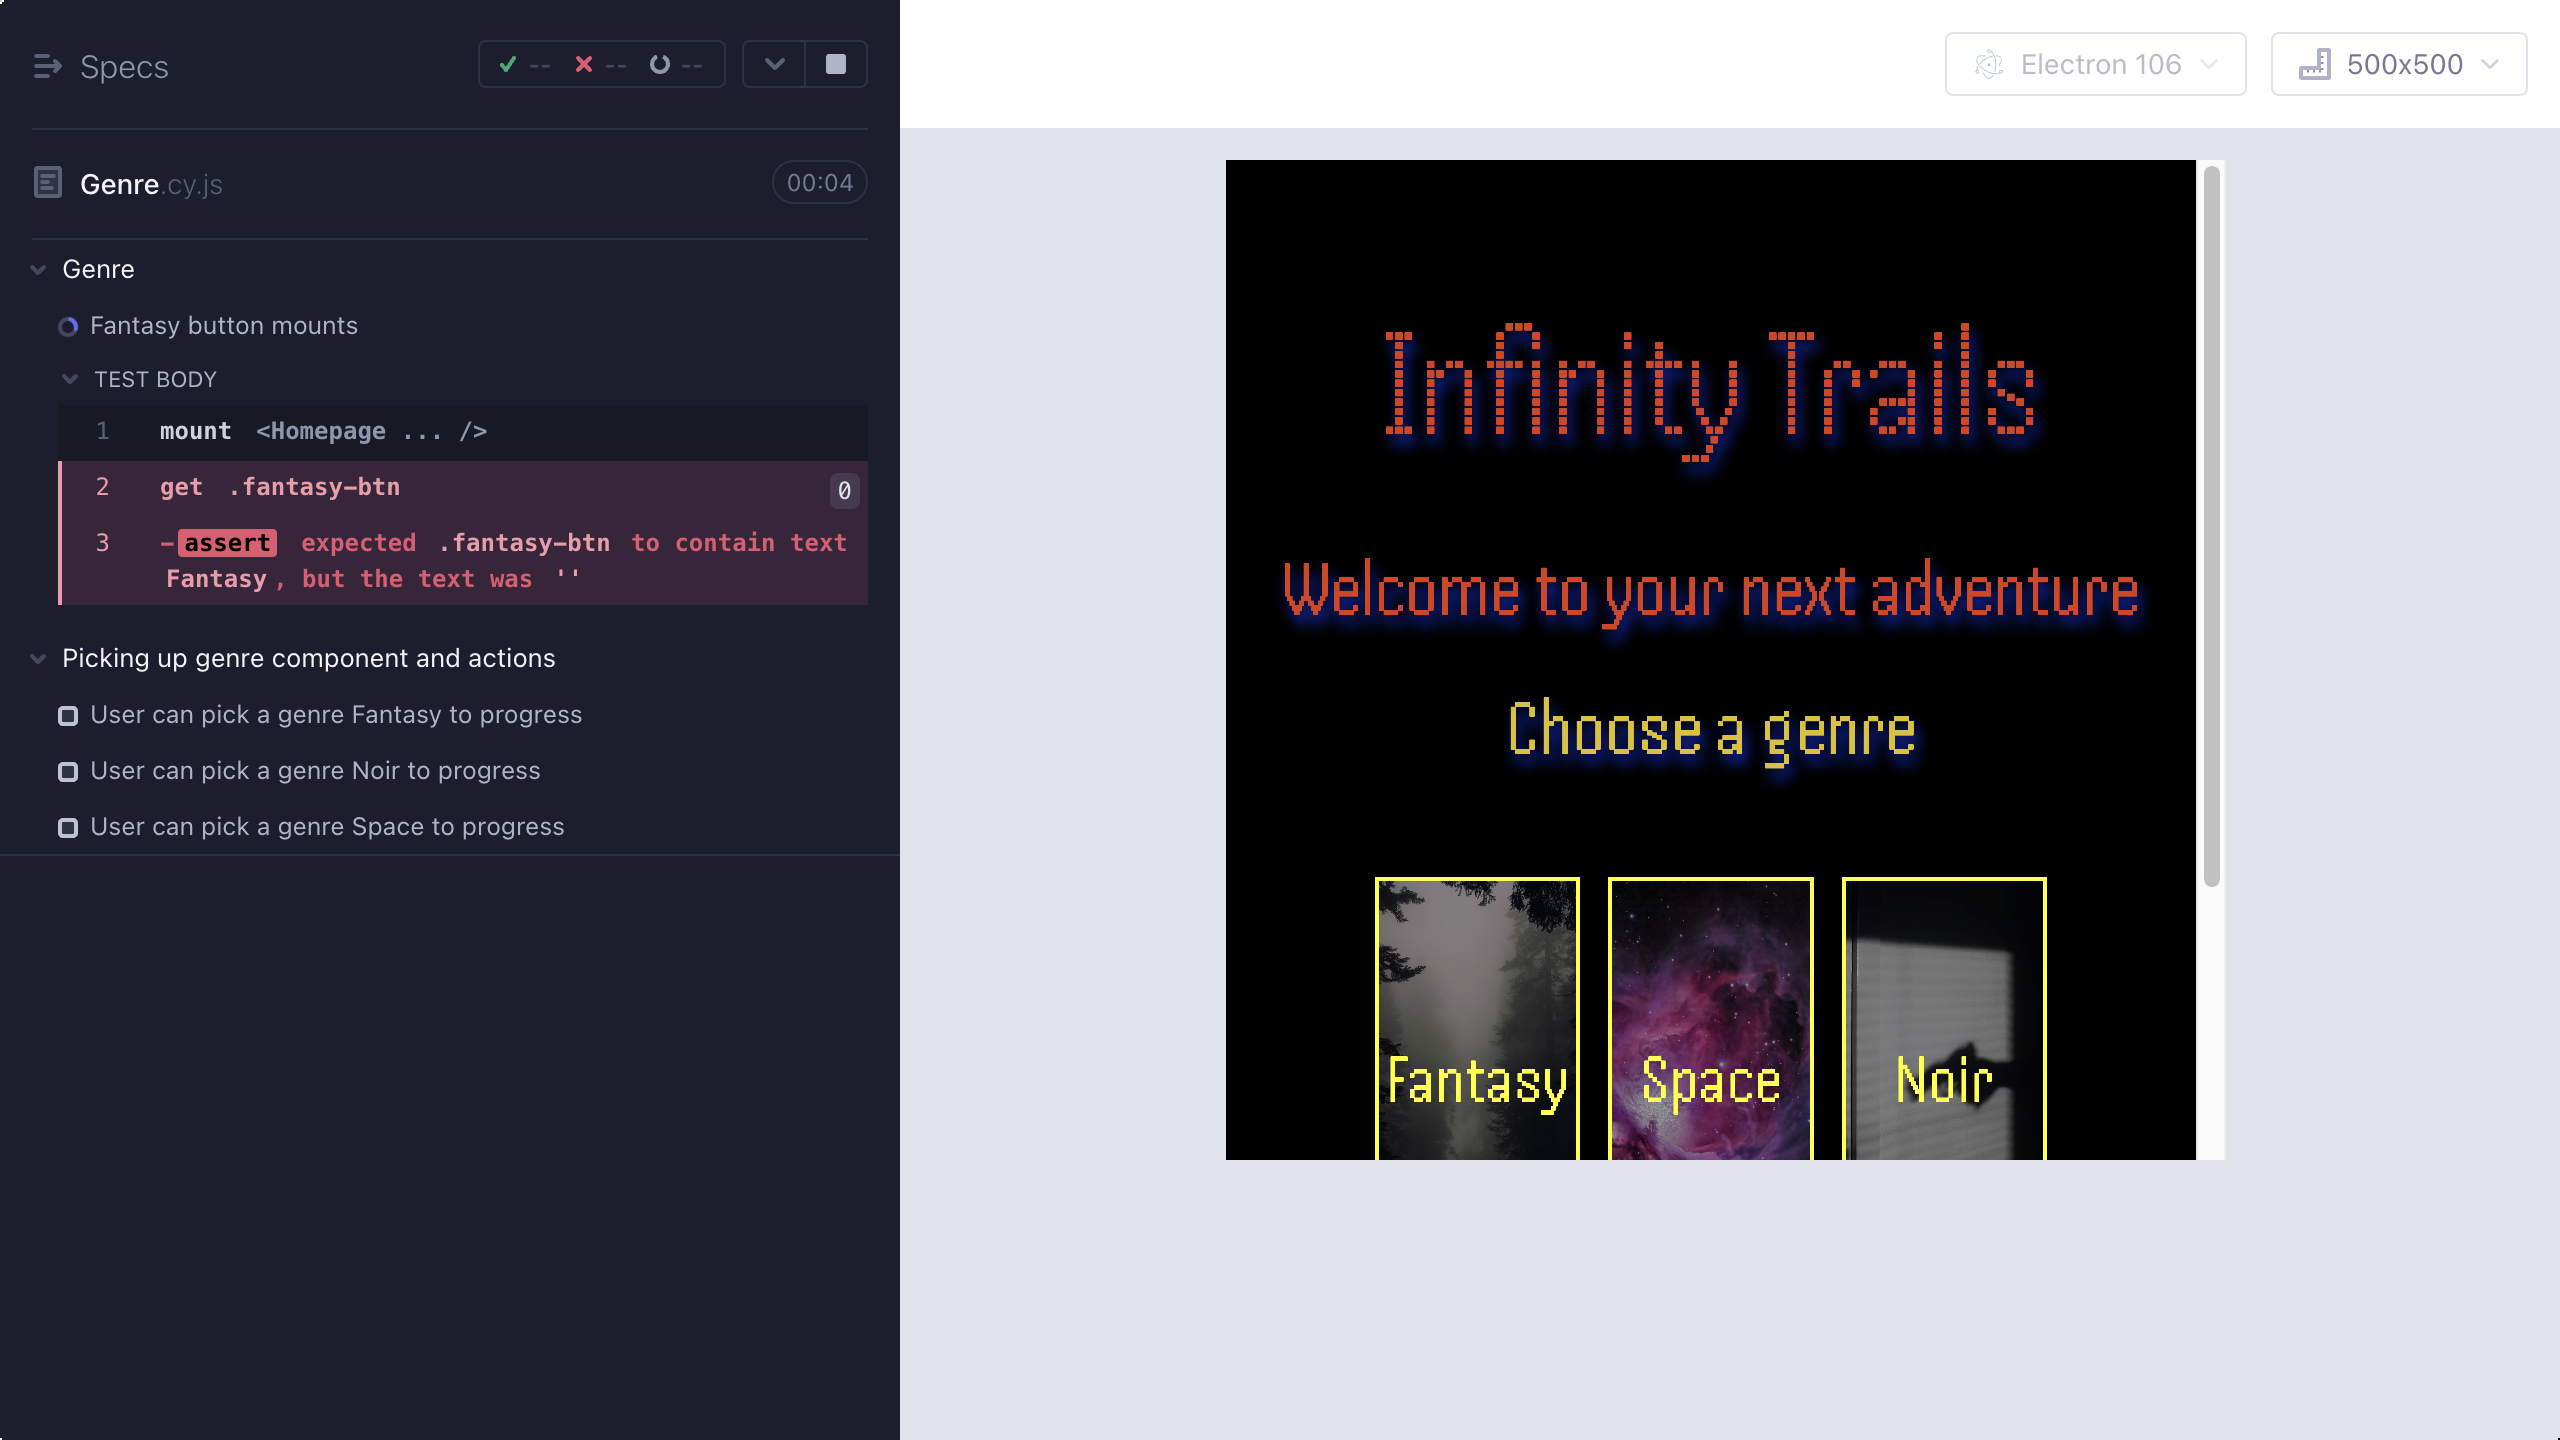 Specs
-- -- --
Genre.cy.js
00:04
Genre
Fantasy button mounts
TEST BODY
1 mount <Homepage ... />
2 get .fantasy-btn 0
3 -assert expected .fantasy-btn to contain text
Fantasy, but the text was ''
Picking up genre component and actions
User can pick a genre Fantasy to progress
User can pick a genre Noir to progress
User can pick a genre Space to progress
Electron 106
500x500
Infinity Trails
Welcome to your next adventure
Choose a genre
Fantasy Space Noir